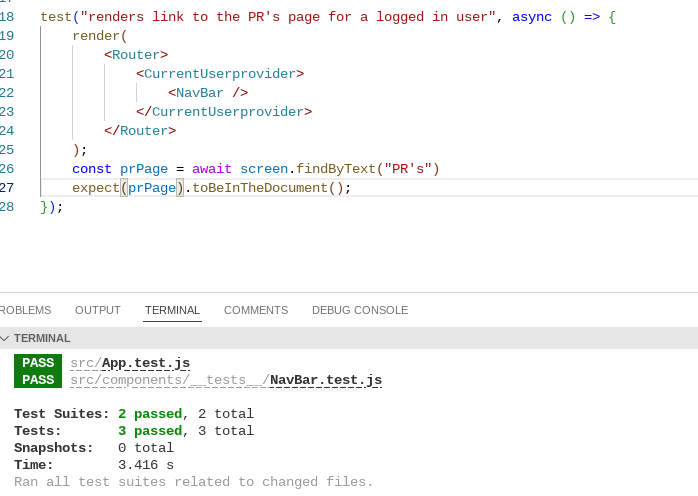 18 test("renders link to the PR's page for a logged in user", async () => {
19 render(
20 <Router>
21 <CurrentUserprovider>
22 <NavBar />
23 </CurrentUserprovider>
24 </Router>
25 );
26 const prPage = await screen.findByText("PR's")
27 expect(prPage).toBeInTheDocument();
28 });
ROBLEMS OUTPUT TERMINAL COMMENTS DEBUG CONSOLE
TERMINAL
PASS src/App.test.js
PASS src/components/__tests__/NavBar.test.js
Test Suites: 2 passed, 2 total
Tests: 3 passed, 3 total
Snapshots: 0 total
Time: 3.416 s
Ran all test suites related to changed files.